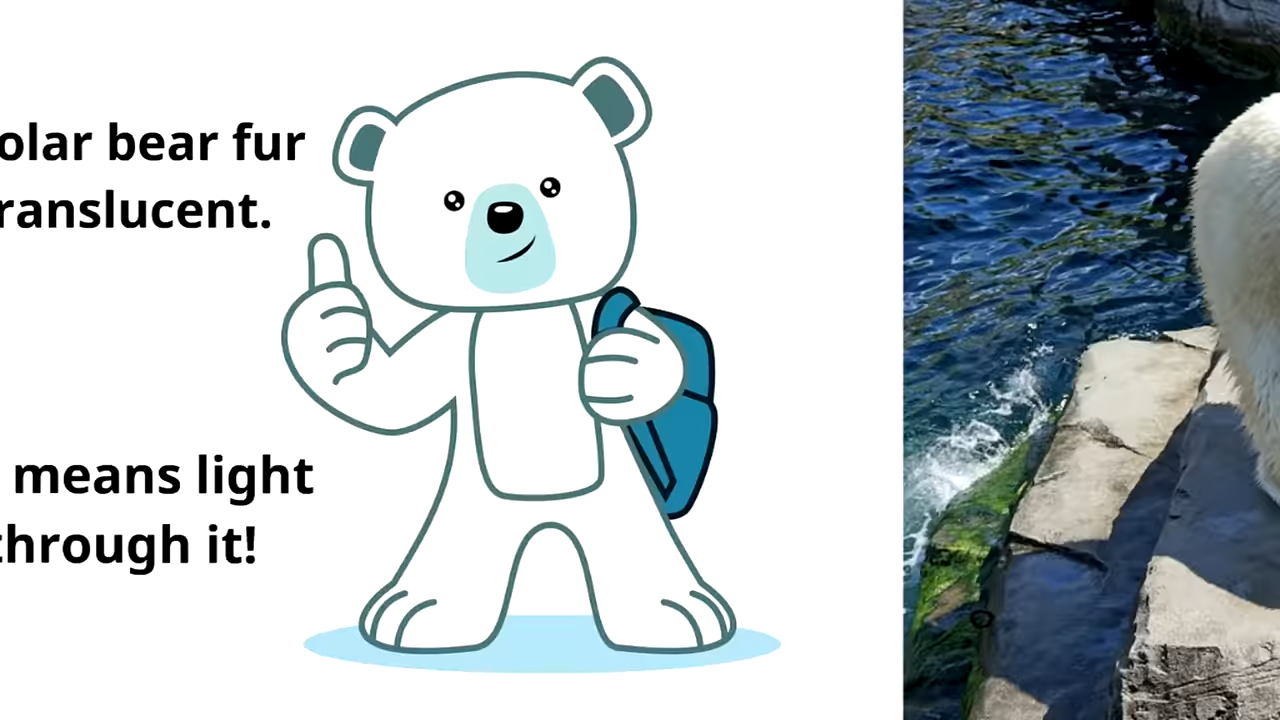 olar bear fur
ranslucent.
means light
through it!